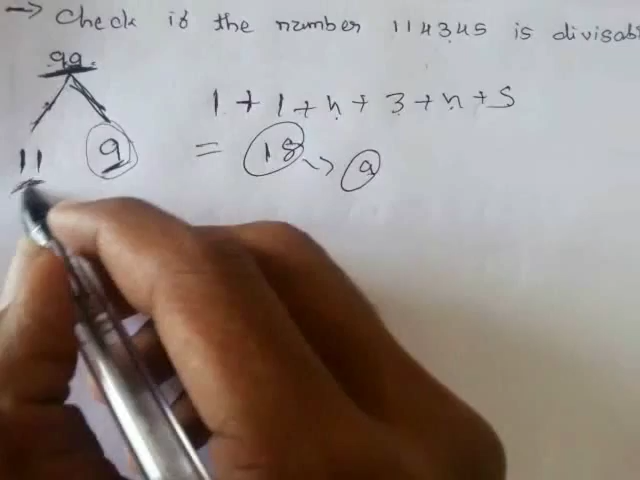 → Check if the number 114345 is divisab
99
1 + 1 + 4 + 3 + 4 + 5
11 9 = 18 → 9